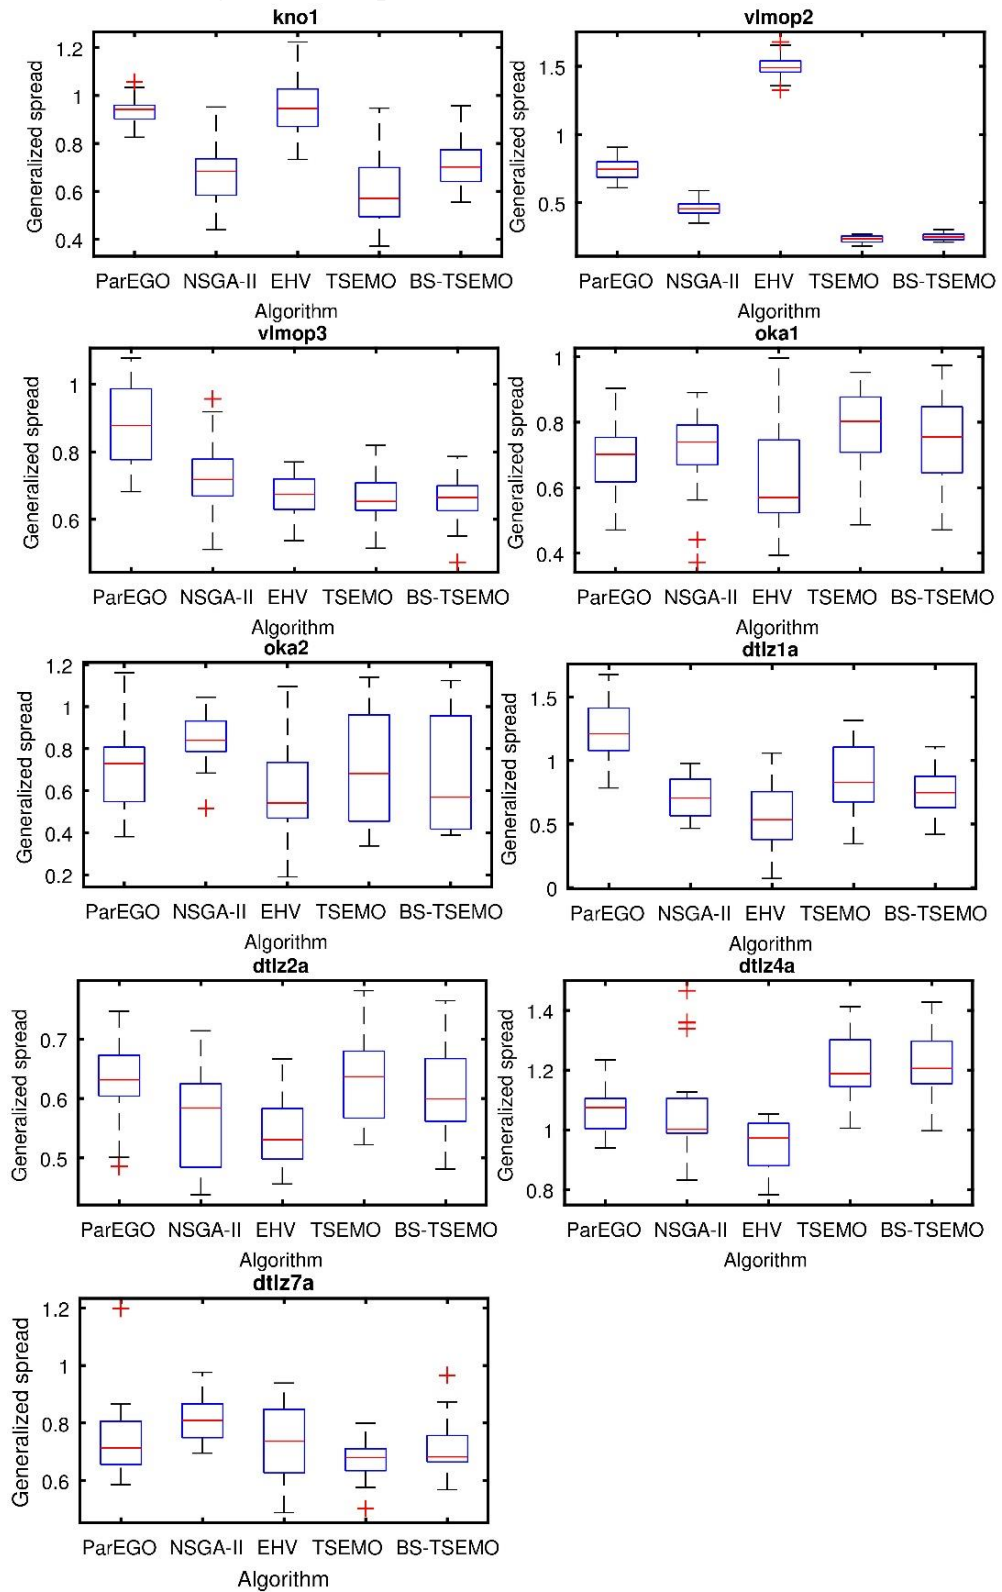 kno1
Generalized spread
1.2
1
0.8
0.6
0.4
ParEGO NSGA-II EHV TSEMO BS-TSEMO
Algorithm
vlmop2
Generalized spread
1.5
1
0.5
ParEGO NSGA-II EHV TSEMO BS-TSEMO
Algorithm
vlmop3
Generalized spread
1
0.8
0.6
ParEGO NSGA-II EHV TSEMO BS-TSEMO
Algorithm
oka1
Generalized spread
1
0.8
0.6
0.4
ParEGO NSGA-II EHV TSEMO BS-TSEMO
Algorithm
oka2
Generalized spread
1.2
1
0.8
0.6
0.4
0.2
ParEGO NSGA-II EHV TSEMO BS-TSEMO
Algorithm
dtlz1a
Generalized spread
1.5
1
0.5
0
ParEGO NSGA-II EHV TSEMO BS-TSEMO
Algorithm
dtlz2a
Generalized spread
0.7
0.6
0.5
ParEGO NSGA-II EHV TSEMO BS-TSEMO
Algorithm
dtlz4a
Generalized spread
1.4
1.2
1
0.8
ParEGO NSGA-II EHV TSEMO BS-TSEMO
Algorithm
dtlz7a
Generalized spread
1.2
1
0.8
0.6
ParEGO NSGA-II EHV TSEMO BS-TSEMO
Algorithm